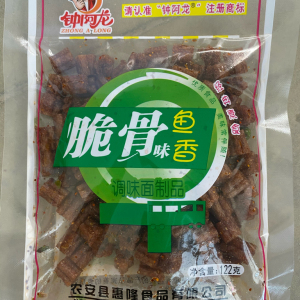 请认准“钟阿龙®”注册商标
钟阿龙
ZHONG A LONG
脆骨味
鱼香
调味面制品
净含量:122克
农安县惠隆食品有限公司